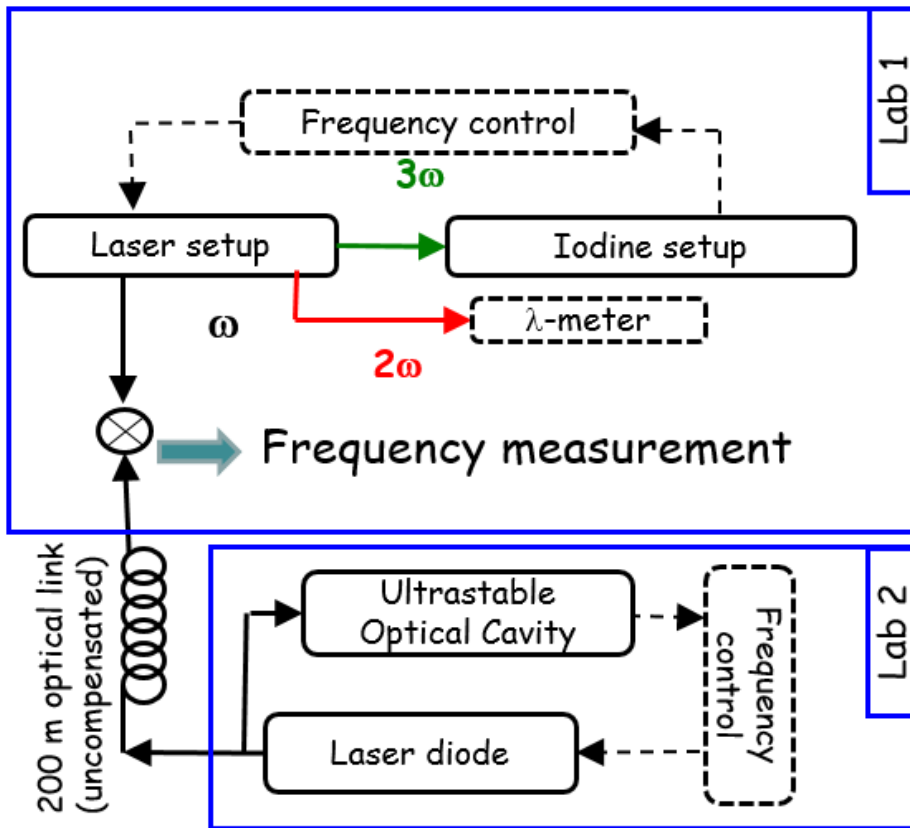 Lab 1
Frequency control
3ω
Laser setup
Iodine setup
ω
λ-meter
2ω
Frequency measurement
200 m optical link
(uncompensated)
Ultrastable
Optical Cavity
Frequency
control
Lab 2
Laser diode